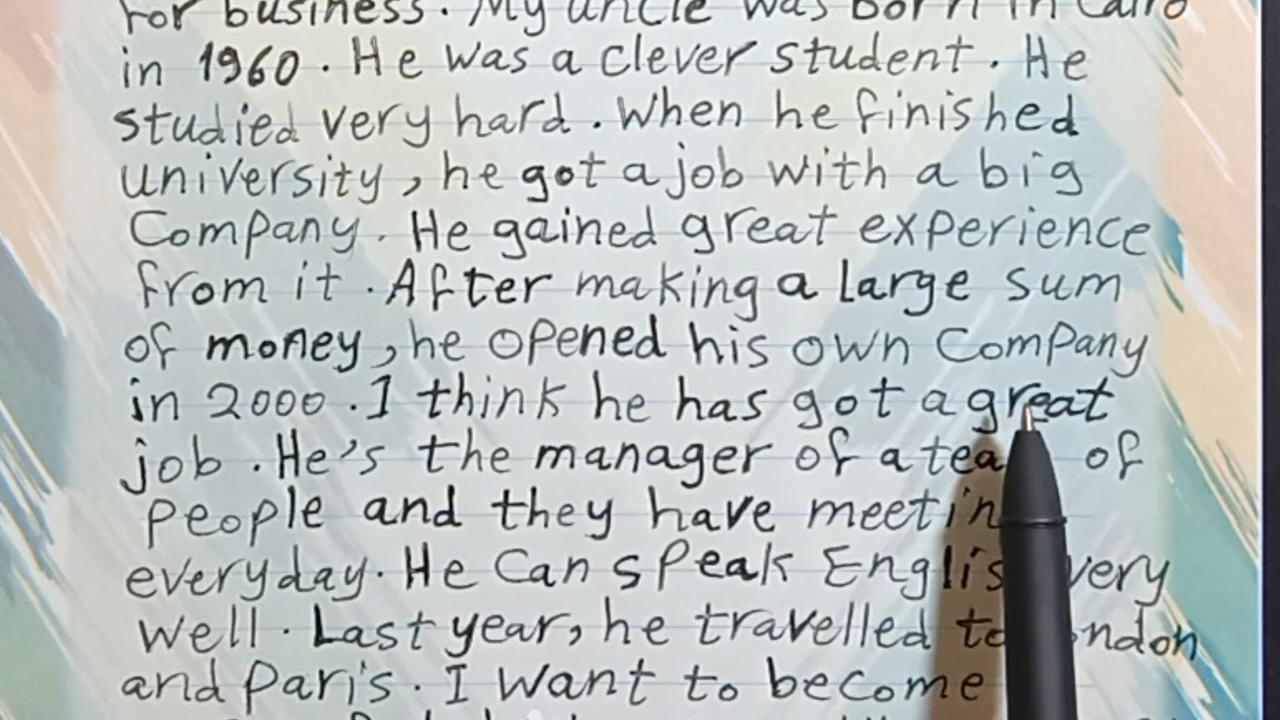 for business. My uncle was born in Cairo
in 1960. He was a clever student. He
studied very hard. When he finished
university, he got a job with a big
Company. He gained great experience
from it. After making a large sum
of money, he opened his own Company
in 2000. I think he has got a great
job. He's the manager of a of
people and they have
everyday. He Can speak very
well. Last year, he travelled
and Paris. I want to become